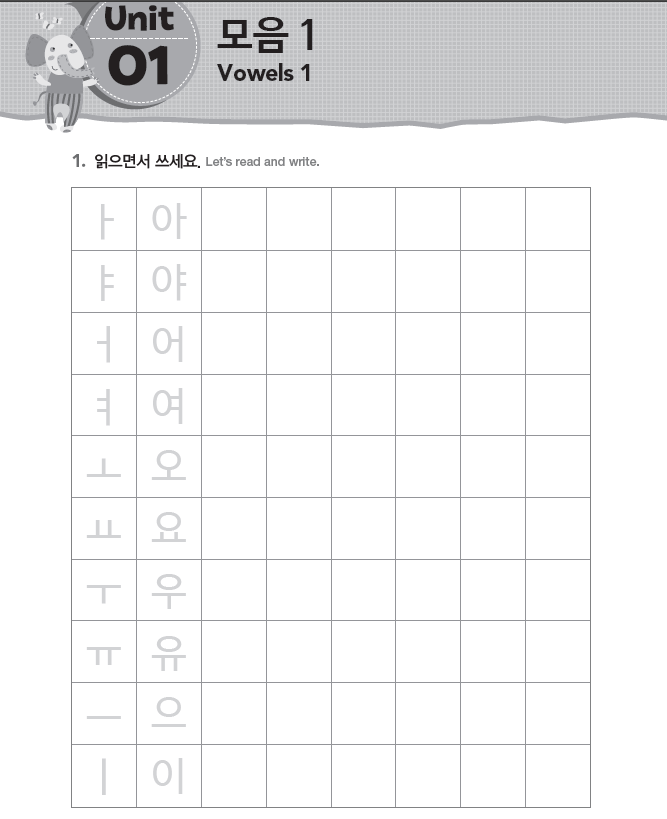 Unit
01
모음 1
Vowels 1
1. 읽으면서 쓰세요. Let's read and write.
ㅏ 아
ㅑ 야
ㅓ 어
ㅕ 여
ㅗ 오
ㅛ 요
ㅜ 우
ㅠ 유
ㅡ 으
ㅣ 이